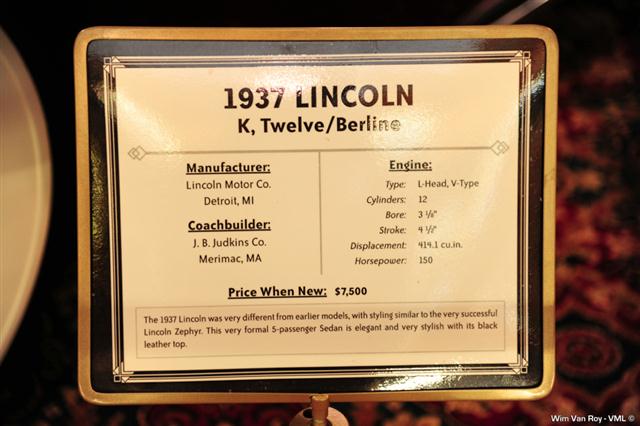 1937 LINCOLN
K, Twelve/Berline
Manufacturer:
Lincoln Motor Co.
Detroit, MI
Coachbuilder:
J. B. Judkins Co.
Merimac, MA
Engine:
Type: L-Head, V-Type
Cylinders: 12
Bore: 3 ⅛"
Stroke: 4 ½"
Displacement: 414.1 cu.in.
Horsepower: 150
Price When New: $7,500
The 1937 Lincoln was very different from earlier models, with styling similar to the very successful
Lincoln Zephyr. This very formal 5-passenger Sedan is elegant and very stylish with its black
leather top.
Wim Van Roy - VML ©